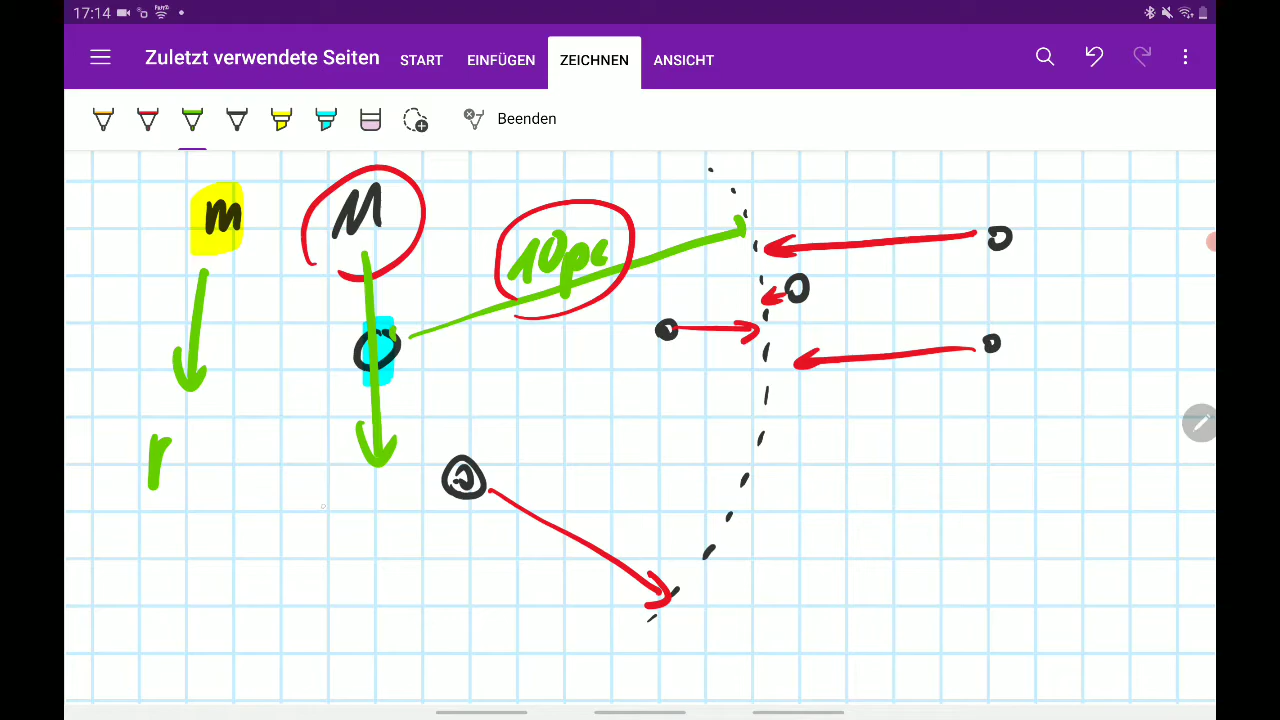 17:14
Zuletzt verwendete Seiten START EINFÜGEN ZEICHNEN ANSICHT
Beenden
m M
10pc
r